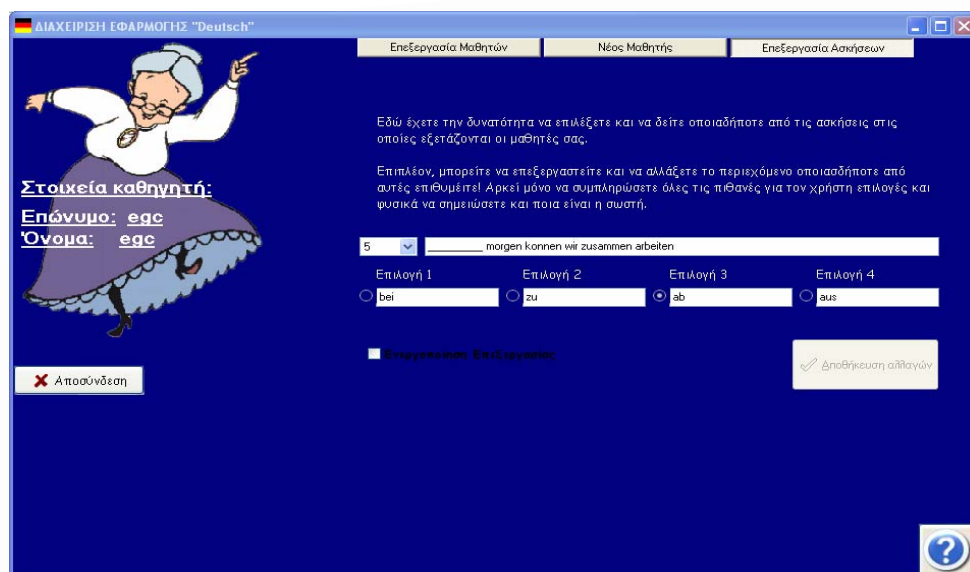 ΔΙΑΧΕΙΡΙΣΗ ΕΦΑΡΜΟΓΗΣ "Deutsch"
Επεξεργασία Μαθητών
Νέος Μαθητής
Επεξεργασία Ασκήσεων
Εδώ έχετε την δυνατότητα να επιλέξετε και να δείτε οποιαδήποτε από τις ασκήσεις στις
οποίες εξετάζονται οι μαθητές σας.
Επιπλέον, μπορείτε να επεξεργαστείτε και να αλλάξετε το περιεχόμενο οποιασδήποτε από
αυτές επιθυμείτε! Αρκεί μόνο να συμπληρώσετε όλες τις πιθανές για τον χρήστη επιλογές και
φυσικά να σημειώσετε και ποια είναι η σωστή.
Στοιχεία καθηγητή:
Επώνυμο: egc
Όνομα: egc
5
________ morgen konnen wir zusammen arbeiten
Επιλογή 1
Επιλογή 2
Επιλογή 3
Επιλογή 4
bei
zu
ab
aus
Ενεργοποίηση Επεξεργασίας
Αποθήκευση αλλαγών
Αποσύνδεση
?